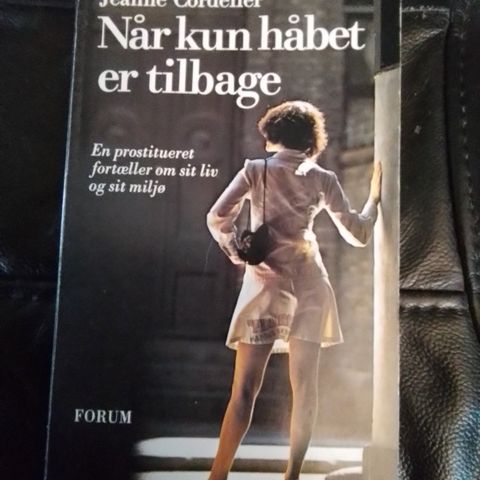 Jeanne Cordelier
Når kun håbet
er tilbage
En prostitueret
fortæller om sit liv
og sit miljø
FORUM